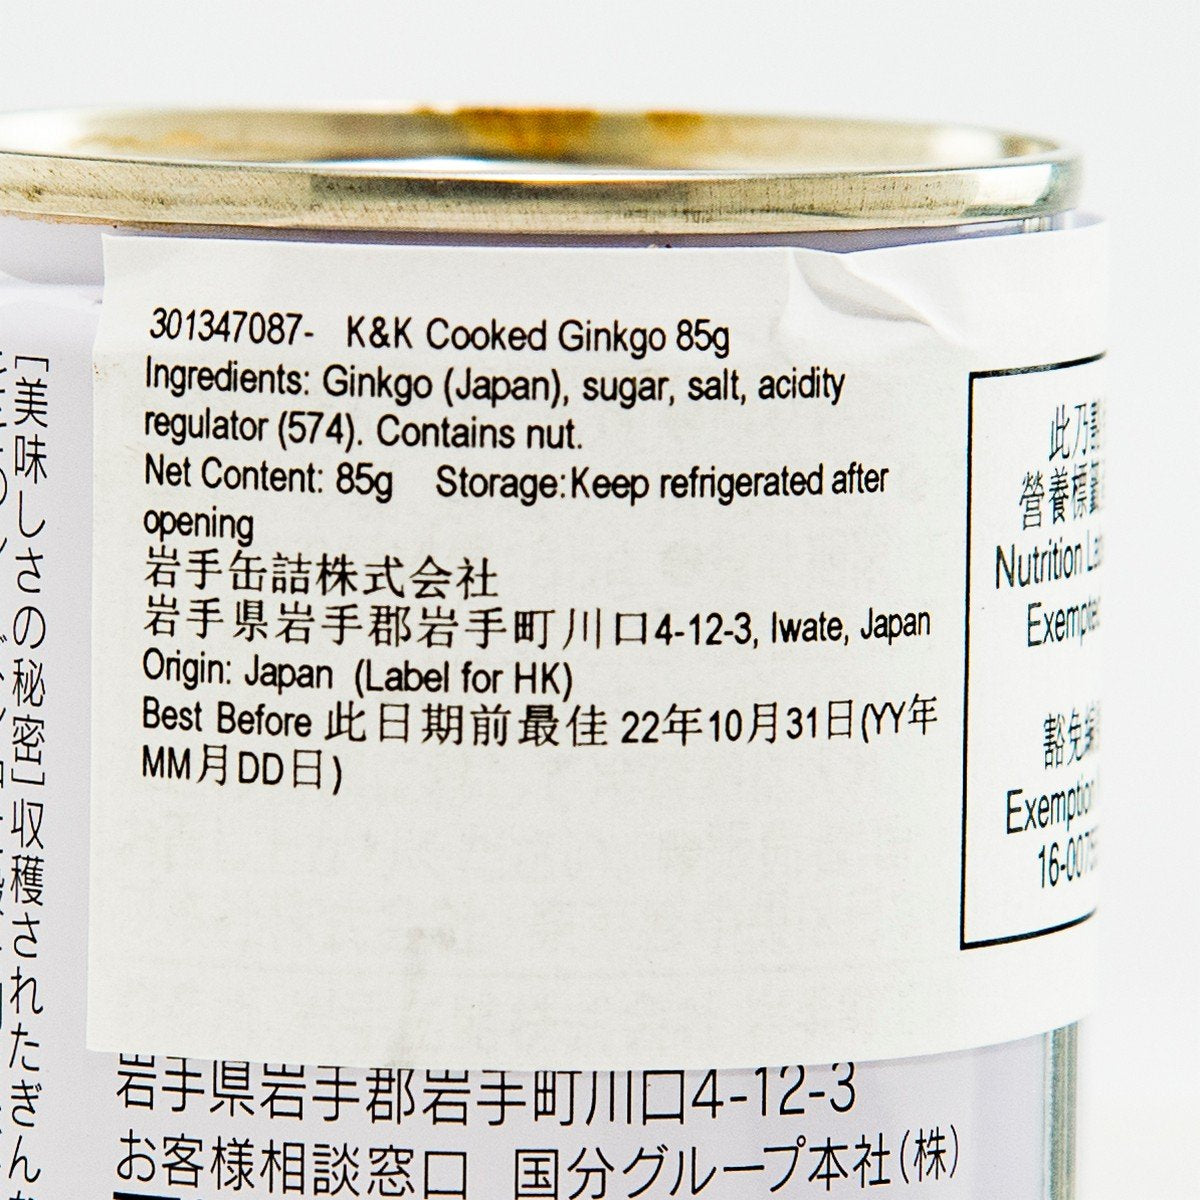 301347087-   K&K Cooked Ginkgo 85g
Ingredients: Ginkgo (Japan), sugar, salt, acidity
regulator (574). Contains nut.
Net Content: 85g    Storage:Keep refrigerated after
opening
岩手缶詰株式会社
岩手県岩手郡岩手町川口4-12-3, Iwate, Japan
Origin: Japan  (Label for HK)
Best Before 此日期前最佳 22年10月31日(YY年
MM月DD日)
此乃
營養標籤
Nutrition
Exempted
豁免
Exemption
[美味しさの秘密]収穫されたぎん
岩手県岩手郡岩手町川口4-12-3
お客様相談窓口 国分グループ本社(株)